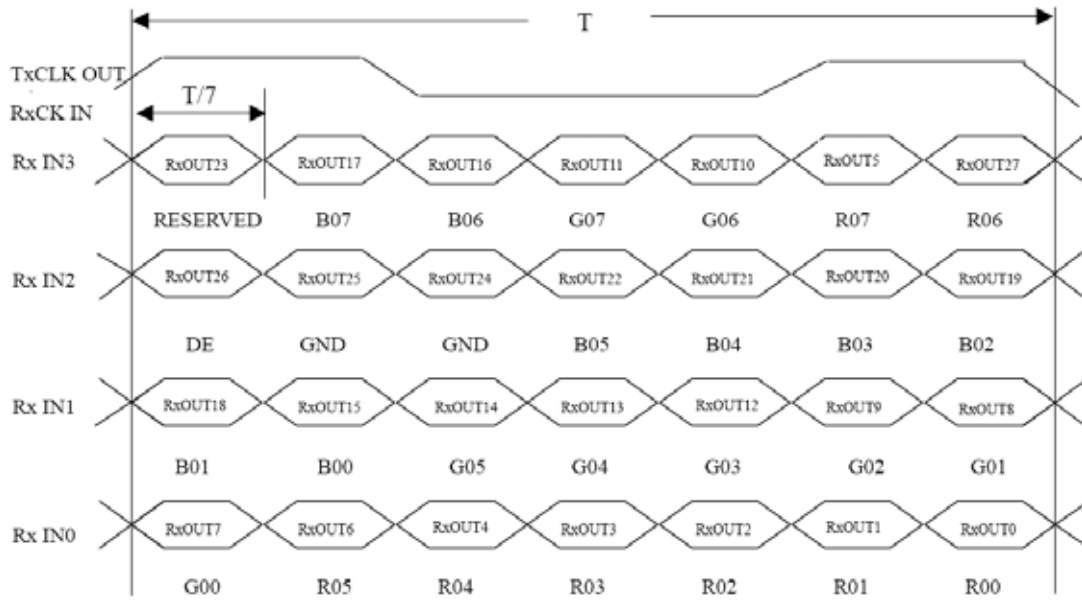 T
TxCLK OUT
T/7
RxCK IN
Rx IN3 RxOUT23 RxOUT17 RxOUT16 RxOUT11 RxOUT10 RxOUT5 RxOUT27
RESERVED B07 B06 G07 G06 R07 R06
Rx IN2 RxOUT26 RxOUT25 RxOUT24 RxOUT22 RxOUT21 RxOUT20 RxOUT19
DE GND GND B05 B04 B03 B02
Rx IN1 RxOUT18 RxOUT15 RxOUT14 RxOUT13 RxOUT12 RxOUT9 RxOUT8
B01 B00 G05 G04 G03 G02 G01
Rx IN0 RxOUT7 RxOUT6 RxOUT4 RxOUT3 RxOUT2 RxOUT1 RxOUT0
G00 R05 R04 R03 R02 R01 R00